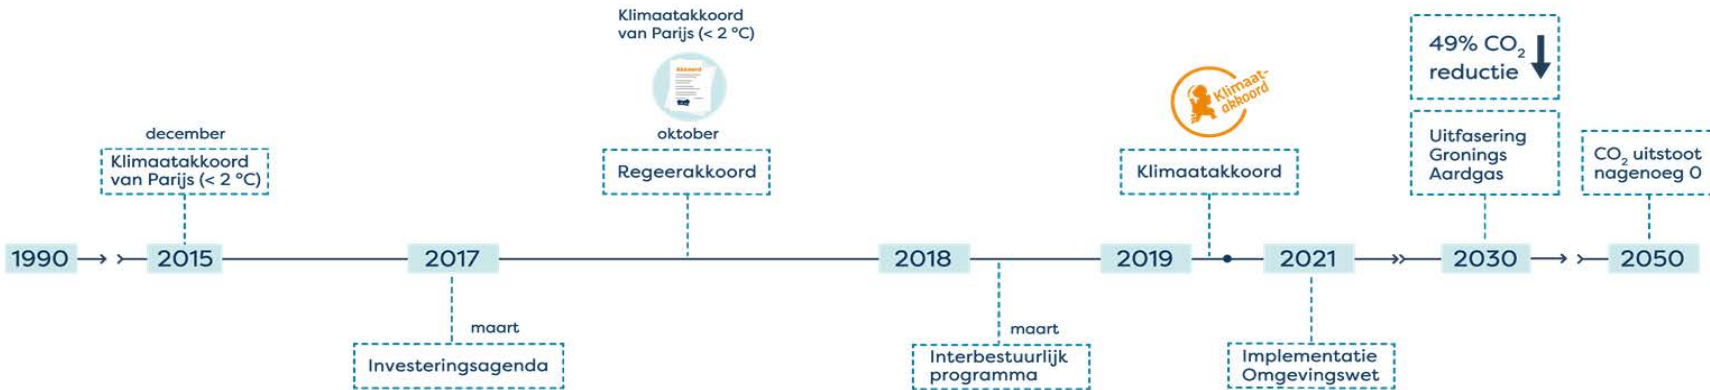 Klimaatakkoord
van Parijs (< 2 °C)
Akkoord
oktober
Regeerakkoord
december
Klimaatakkoord
van Parijs (< 2 °C)
Klimaat-
akkoord
Klimaatakkoord
49% CO₂
reductie
Uitfasering
Gronings
Aardgas
CO₂ uitstoot
nagenoeg 0
1990
2015
2017
2018
2019
2021
2030
2050
maart
Investeringsagenda
maart
Interbestuurlijk
programma
Implementatie
Omgevingswet